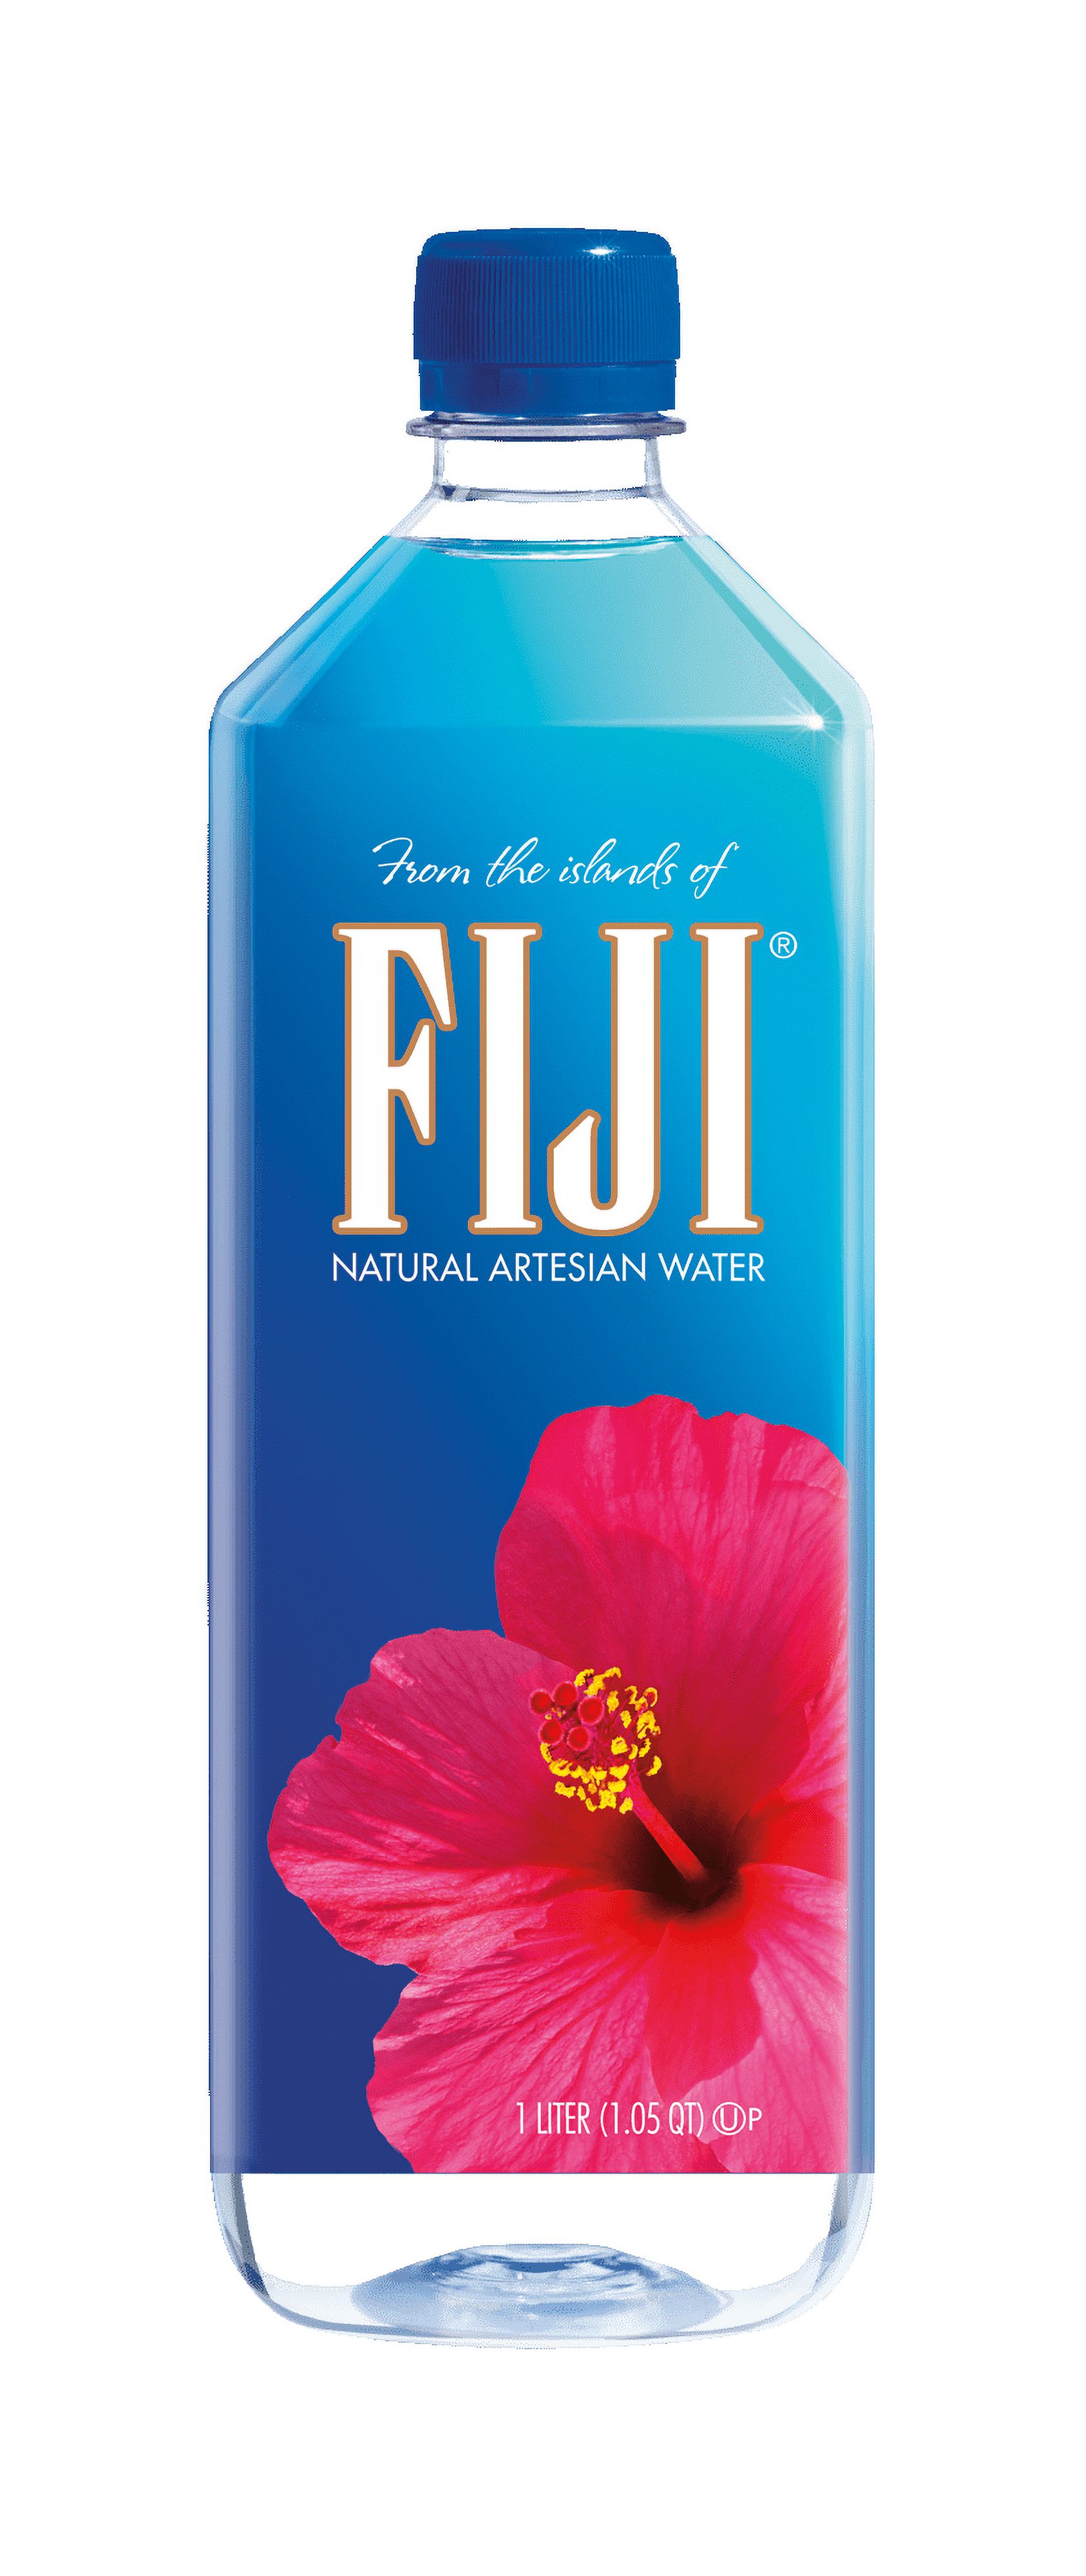 From the islands of
FIJI®
NATURAL ARTESIAN WATER
1 LITER (1.05 QT) ⓊP